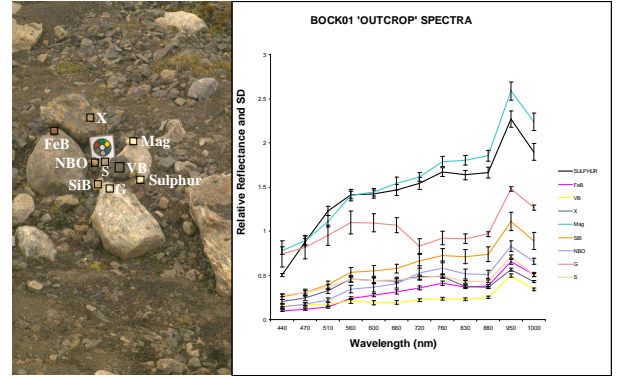 X
FeB
Mag
NBO
S
VB
SiB
G
Sulphur
BOCK01 'OUTCROP' SPECTRA
Relative Reflectance and SD
3
2.5
2
1.5
1
0.5
0
440 470 510 560 600 660 720 760 830 880 950 1000
Wavelength (nm)
SULPHUR
FeB
VB
X
Mag
SiB
NBO
G
S